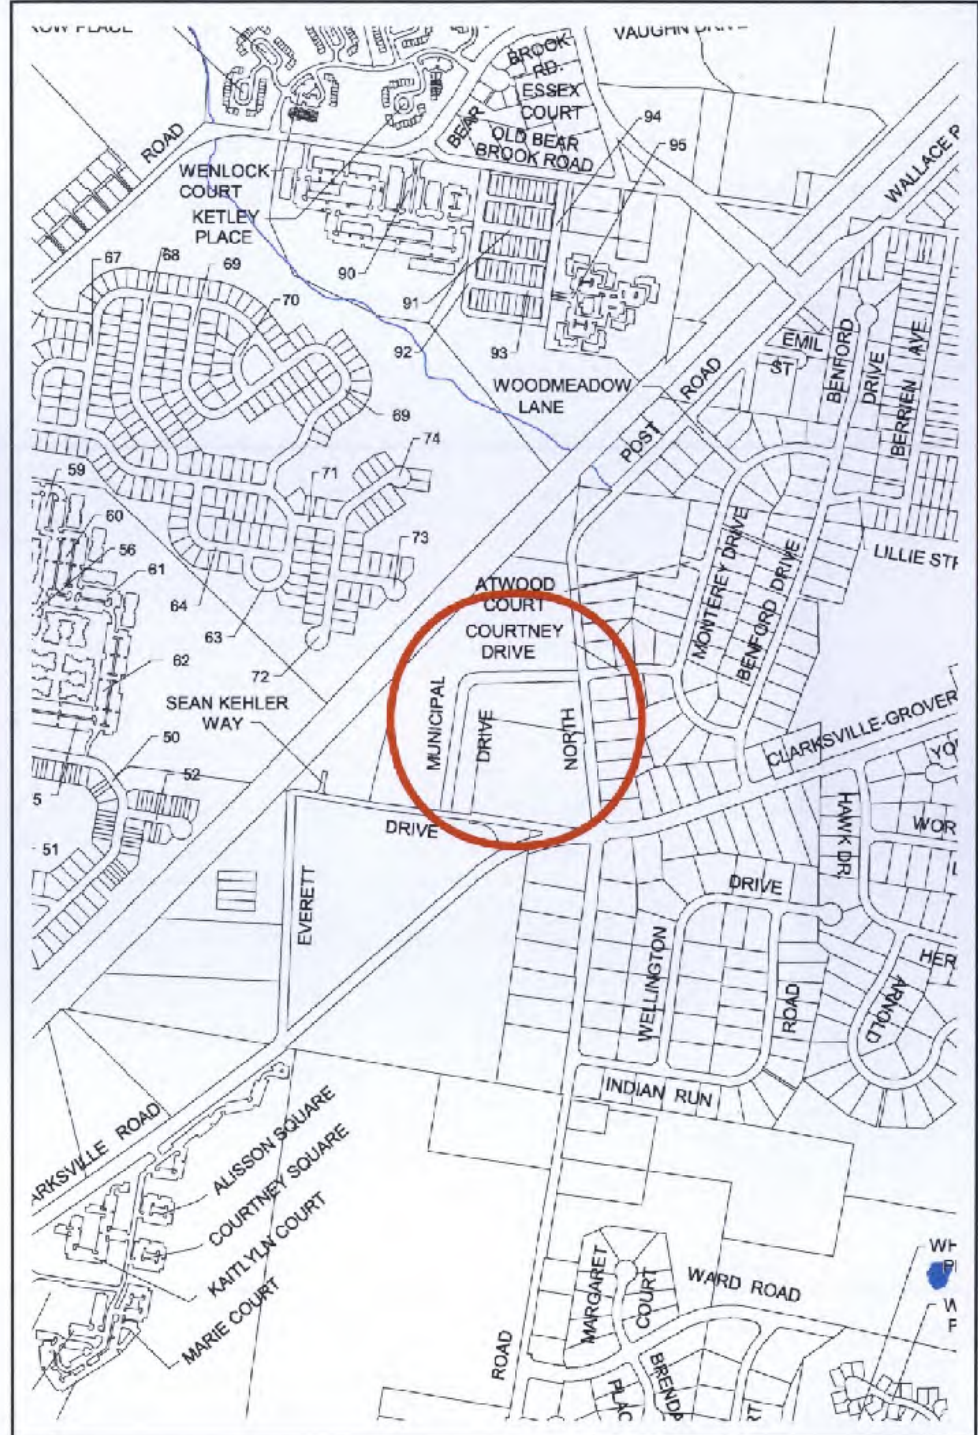 VAUGHN
BROOK
RD.
ESSEX
COURT
BEAR
OLD BEAR
BROOK ROAD
94
95
ROAD
WALLACE
WENLOCK
COURT
KETLEY
PLACE
67
68
69
70
90
91
92
93
EMIL
ST
BENFORD
DRIVE
BERRIEN AVE
WOODMEADOW
LANE
POST ROAD
69
74
59
71
60
56
73
61
LILLIE
64
63
ATWOOD
COURT
MONTEREY DRIVE
BENFORD DRIVE
COURTNEY
DRIVE
62
72
SEAN KEHLER
WAY
MUNICIPAL
DRIVE
NORTH
CLARKSVILLE-GROVER
50
52
5
51
DRIVE
HAWK DR.
EVERETT
DRIVE
WELLINGTON
ROAD
ARNOLD
INDIAN RUN
ARKSVILLE ROAD
ALISSON SQUARE
COURTNEY SQUARE
KAITLYLN COURT
MARIE COURT
MARGARET
COURT
WARD ROAD
ROAD
BRENDA
PLAC